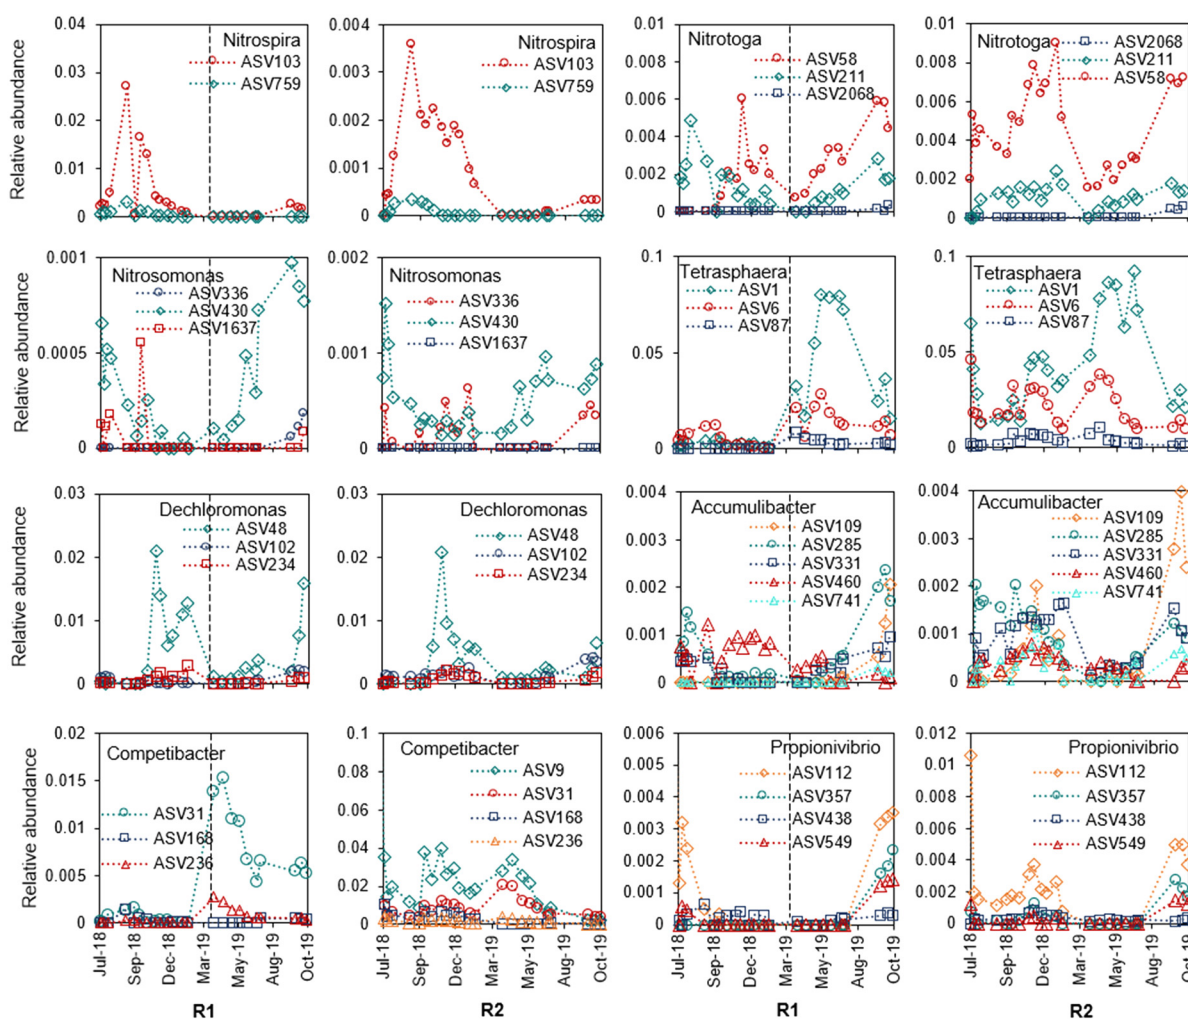 Relative abundance
0.04
0.03
0.02
0.01
0
Nitrospira
ASV103
ASV759
0.004
0.003
0.002
0.001
0
Nitrospira
ASV103
ASV759
0.01
0.008
0.006
0.004
0.002
0
Nitrotoga
ASV58
ASV211
ASV2068
0.01
0.008
0.006
0.004
0.002
0
Nitrotoga
ASV2068
ASV211
ASV58
Relative abundance
0.001
0.0005
0
Nitrosomonas
ASV336
ASV430
ASV1637
0.002
0.001
0
Nitrosomonas
ASV336
ASV430
ASV1637
0.1
0.05
0
Tetrasphaera
ASV1
ASV6
ASV87
0.1
0.05
0
Tetrasphaera
ASV1
ASV6
ASV87
Relative abundance
0.03
0.02
0.01
0
Dechloromonas
ASV48
ASV102
ASV234
0.03
0.02
0.01
0
Dechloromonas
ASV48
ASV102
ASV234
0.004
0.003
0.002
0.001
0
Accumulibacter
ASV109
ASV285
ASV331
ASV460
ASV741
0.004
0.003
0.002
0.001
0
Accumulibacter
ASV109
ASV285
ASV331
ASV460
ASV741
Relative abundance
0.02
0.015
0.01
0.005
0
Competibacter
ASV31
ASV168
ASV236
Jul-18
Sep-18
Dec-18
Mar-19
May-19
Jul-19
Oct-19
R1
0.1
0.08
0.06
0.04
0.02
0
Competibacter
ASV9
ASV31
ASV168
ASV236
Jul-18
Sep-18
Dec-18
Mar-19
May-19
Jul-19
Oct-19
R2
0.006
0.005
0.004
0.003
0.002
0.001
0
Propionivibrio
ASV112
ASV357
ASV438
ASV549
Jul-18
Sep-18
Dec-18
Mar-19
May-19
Jul-19
Oct-19
R1
0.012
0.01
0.008
0.006
0.004
0.002
0
Propionivibrio
ASV112
ASV357
ASV438
ASV549
Jul-18
Sep-18
Dec-18
Mar-19
May-19
Jul-19
Oct-19
R2